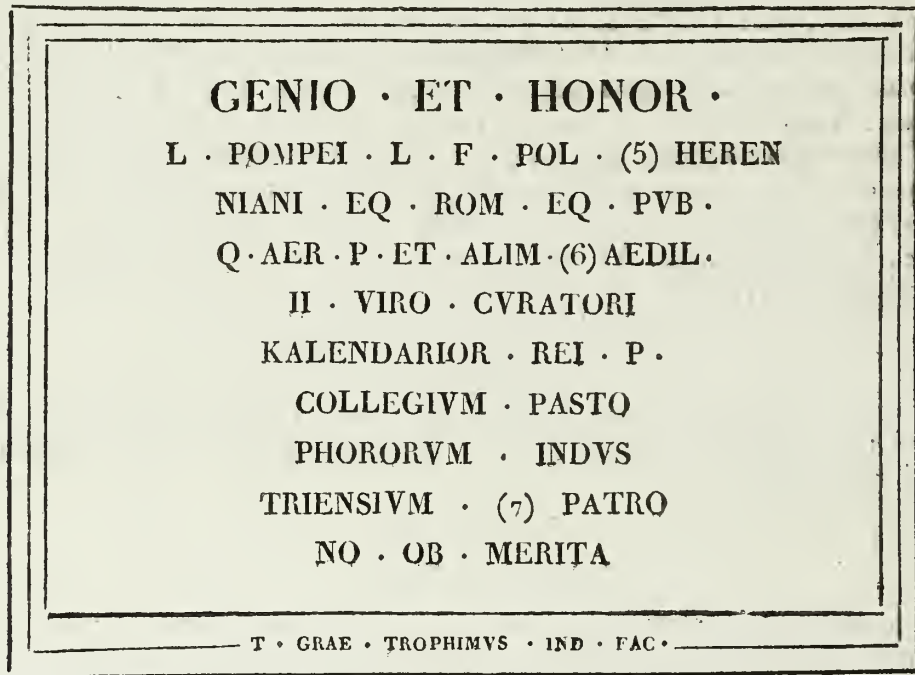 GENIO · ET · HONOR ·
L · POMPEI · L · F · POL · (5) HEREN
NIANI · EQ · ROM · EQ · PVB ·
Q · AER · P · ET · ALIM · (6) AEDIL ·
II · VIRO · CVRATORI
KALENDARIOR · REI · P ·
COLLEGIVM · PASTO
PHORORVM · INDVS
TRIENSIVM · (7) PATRO
NO · OB · MERITA
T · GRAE · TROPHIMVS · IND · FAC ·